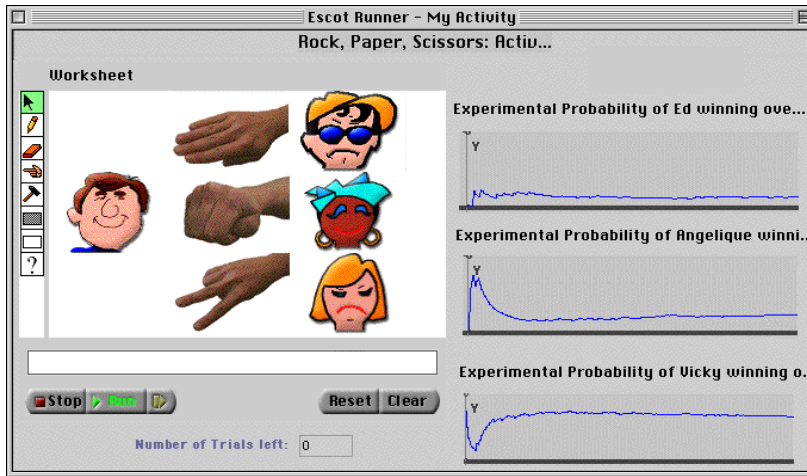 Escot Runner - My Activity
Rock, Paper, Scissors: Activ...
Worksheet
?
Experimental Probability of Ed winning ove...
Y
Experimental Probability of Angelique winni...
Y
Experimental Probability of Vicky winning o...
Y
Stop Run
Reset Clear
Number of Trials left: 0